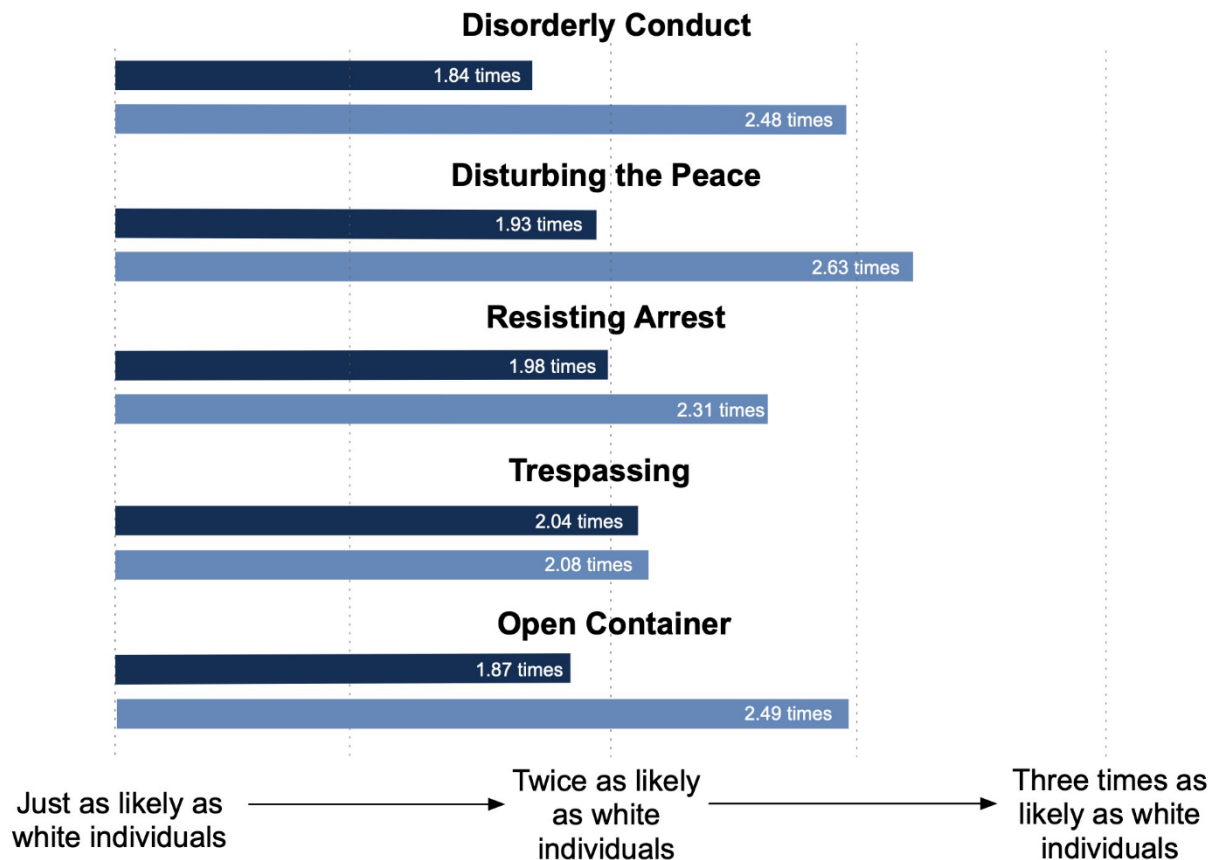 Disorderly Conduct
1.84 times
2.48 times
Disturbing the Peace
1.93 times
2.63 times
Resisting Arrest
1.98 times
2.31 times
Trespassing
2.04 times
2.08 times
Open Container
1.87 times
2.49 times
Just as likely as
white individuals
Twice as likely
as white
individuals
Three times as
likely as white
individuals